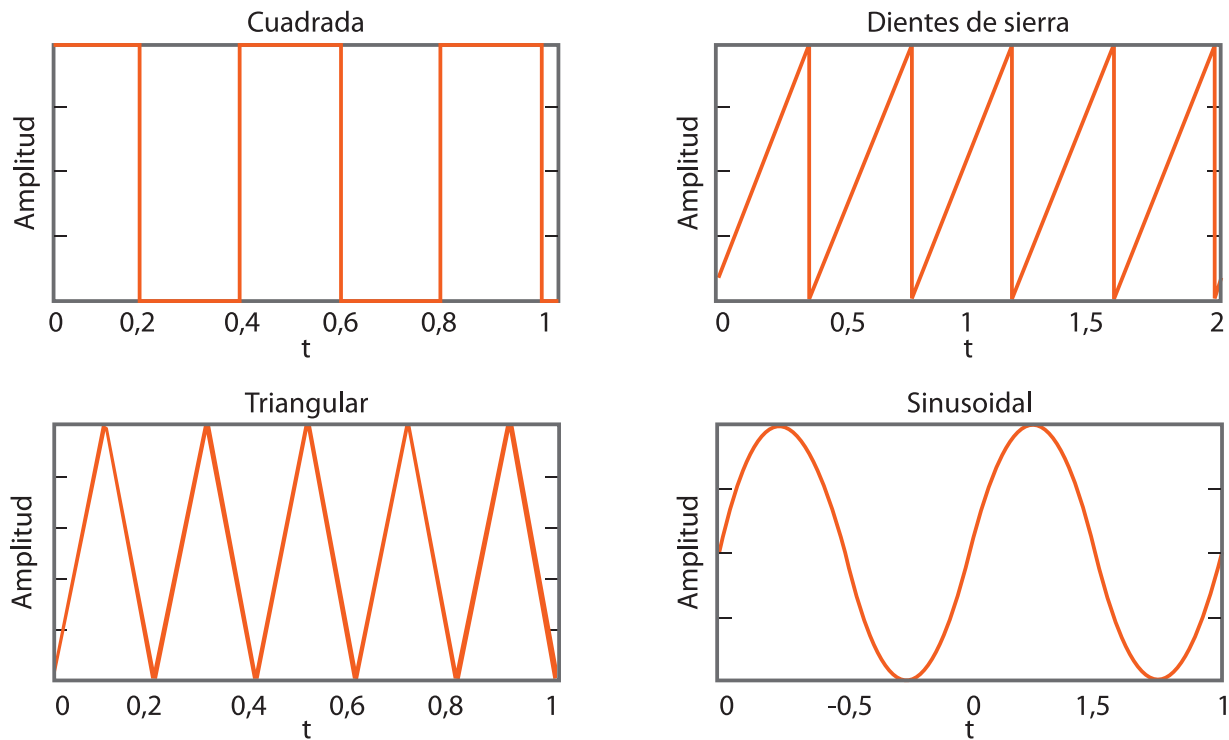 Cuadrada
Amplitud
0 0,2 0,4 0,6 0,8 1
t
Dientes de sierra
Amplitud
0 0,5 1 1,5 2
t
Triangular
Amplitud
0 0,2 0,4 0,6 0,8 1
t
Sinusoidal
Amplitud
0 -0,5 0 1,5 1
t